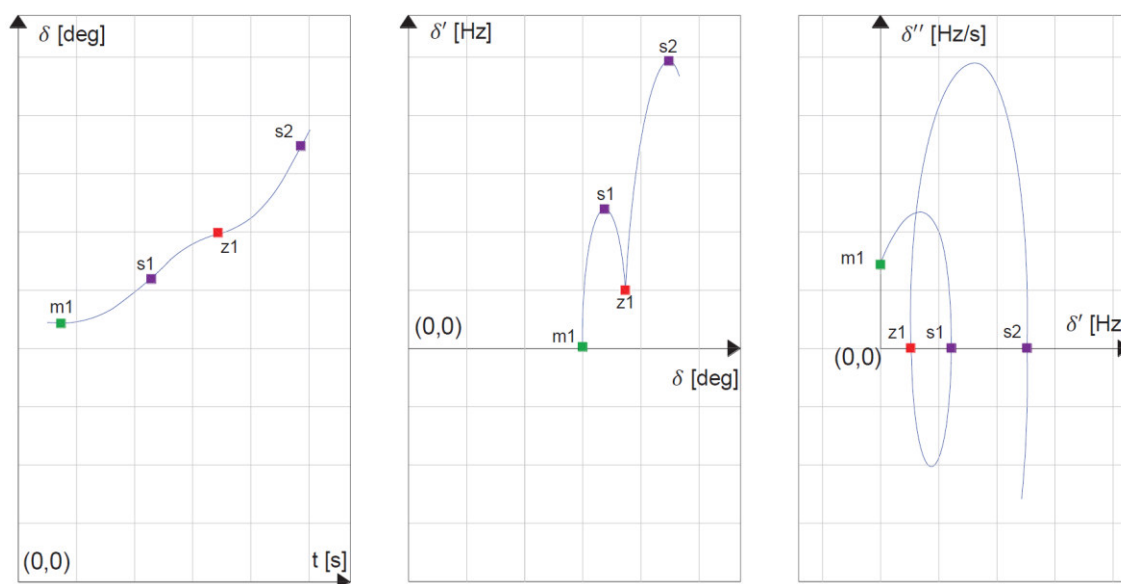 δ [deg]
s2
z1
s1
m1
(0,0)
t [s]
δ′ [Hz]
s2
s1
z1
(0,0)
m1
δ [deg]
δ′′ [Hz/s]
m1
z1
s1
s2
δ′ [Hz
(0,0)